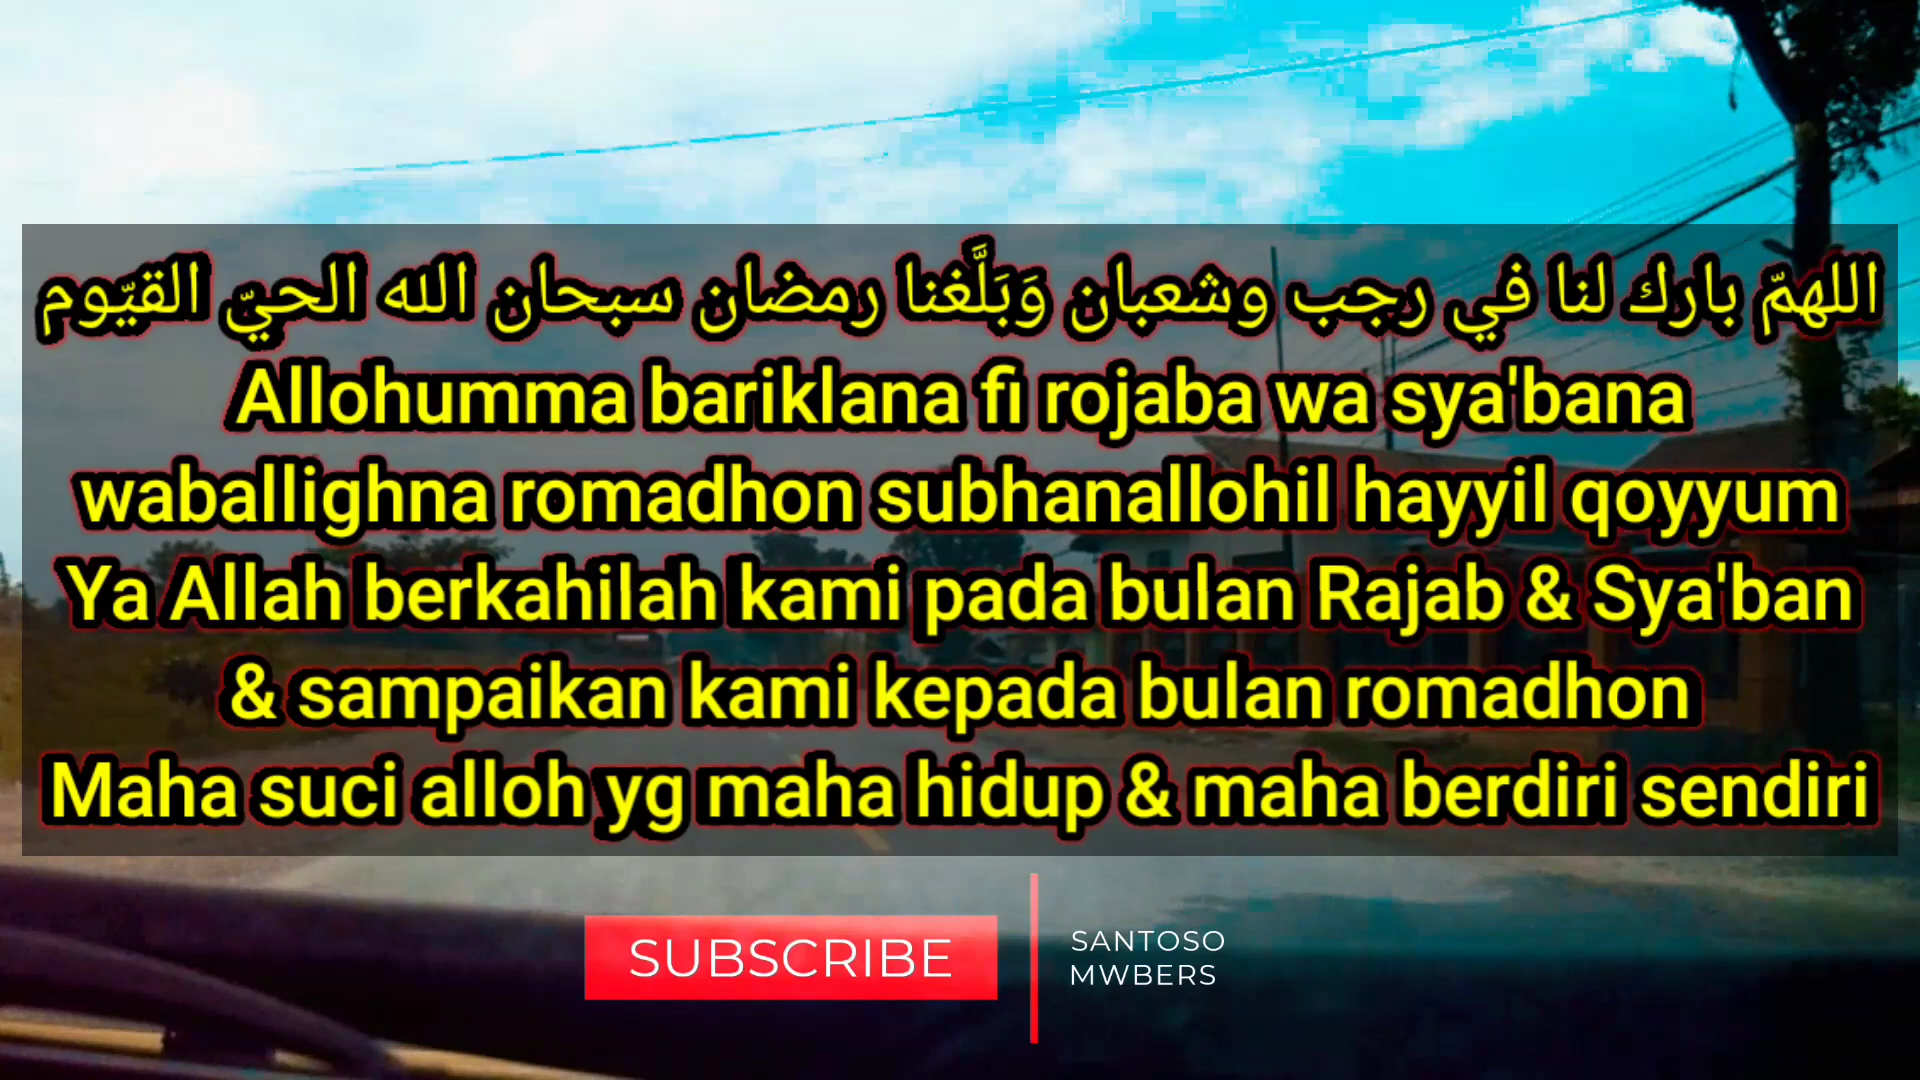 اللهمّ بارك لنا في رجب وشعبان وَبَلَّغنا رمضان سبحان الله الحيّ القيّوم
Allohumma bariklana fi rojaba wa sya'bana
waballighna romadhon subhanallohil hayyil qoyyum
Ya Allah berkahilah kami pada bulan Rajab & Sya'ban
& sampaikan kami kepada bulan romadhon
Maha suci alloh yg maha hidup & maha berdiri sendiri
SUBSCRIBE
SANTOSO
MWBERS